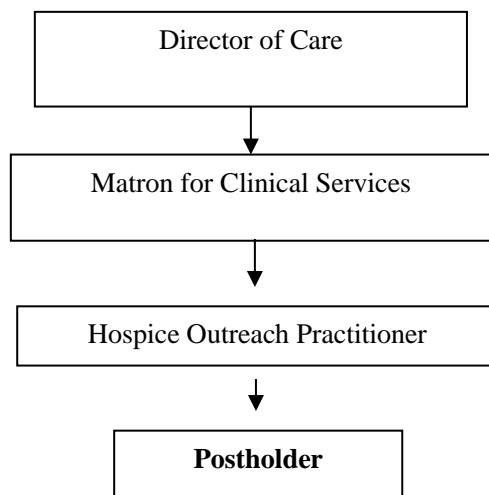 Director of Care
Matron for Clinical Services
Hospice Outreach Practitioner
Postholder